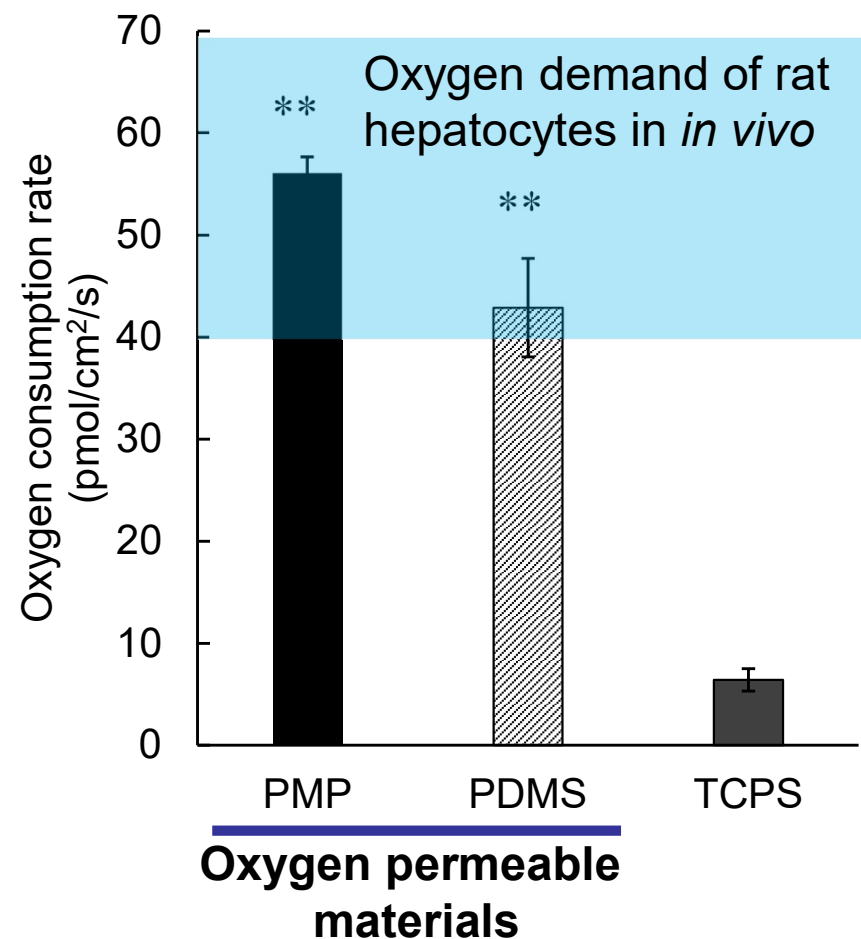 70
60
50
40
30
20
10
0
Oxygen consumption rate
(pmol/cm²/s)
Oxygen demand of rat
hepatocytes in in vivo
**
**
PMP
PDMS
TCPS
Oxygen permeable
materials